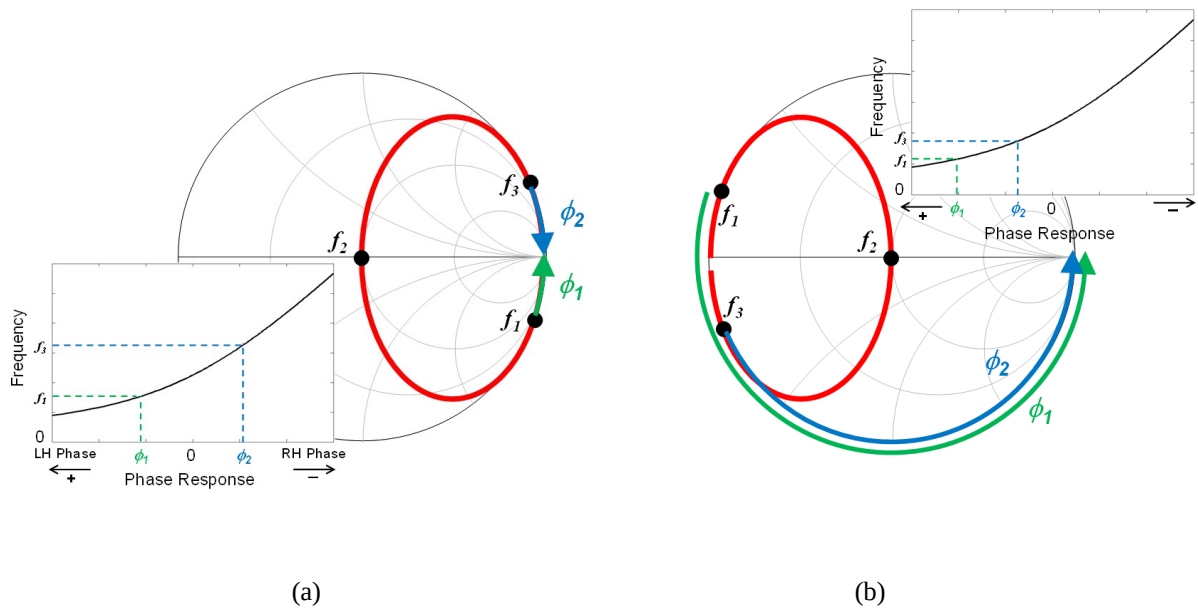 f3
ϕ2
f2
ϕ1
f1
Frequency
f3
f1
0
LH Phase
ϕ1
0
ϕ2
RH Phase
+
Phase Response
–
(a)
Frequency
f3
f1
0
+
ϕ1
ϕ2
0
–
Phase Response
f1
f2
f3
ϕ2
ϕ1
(b)